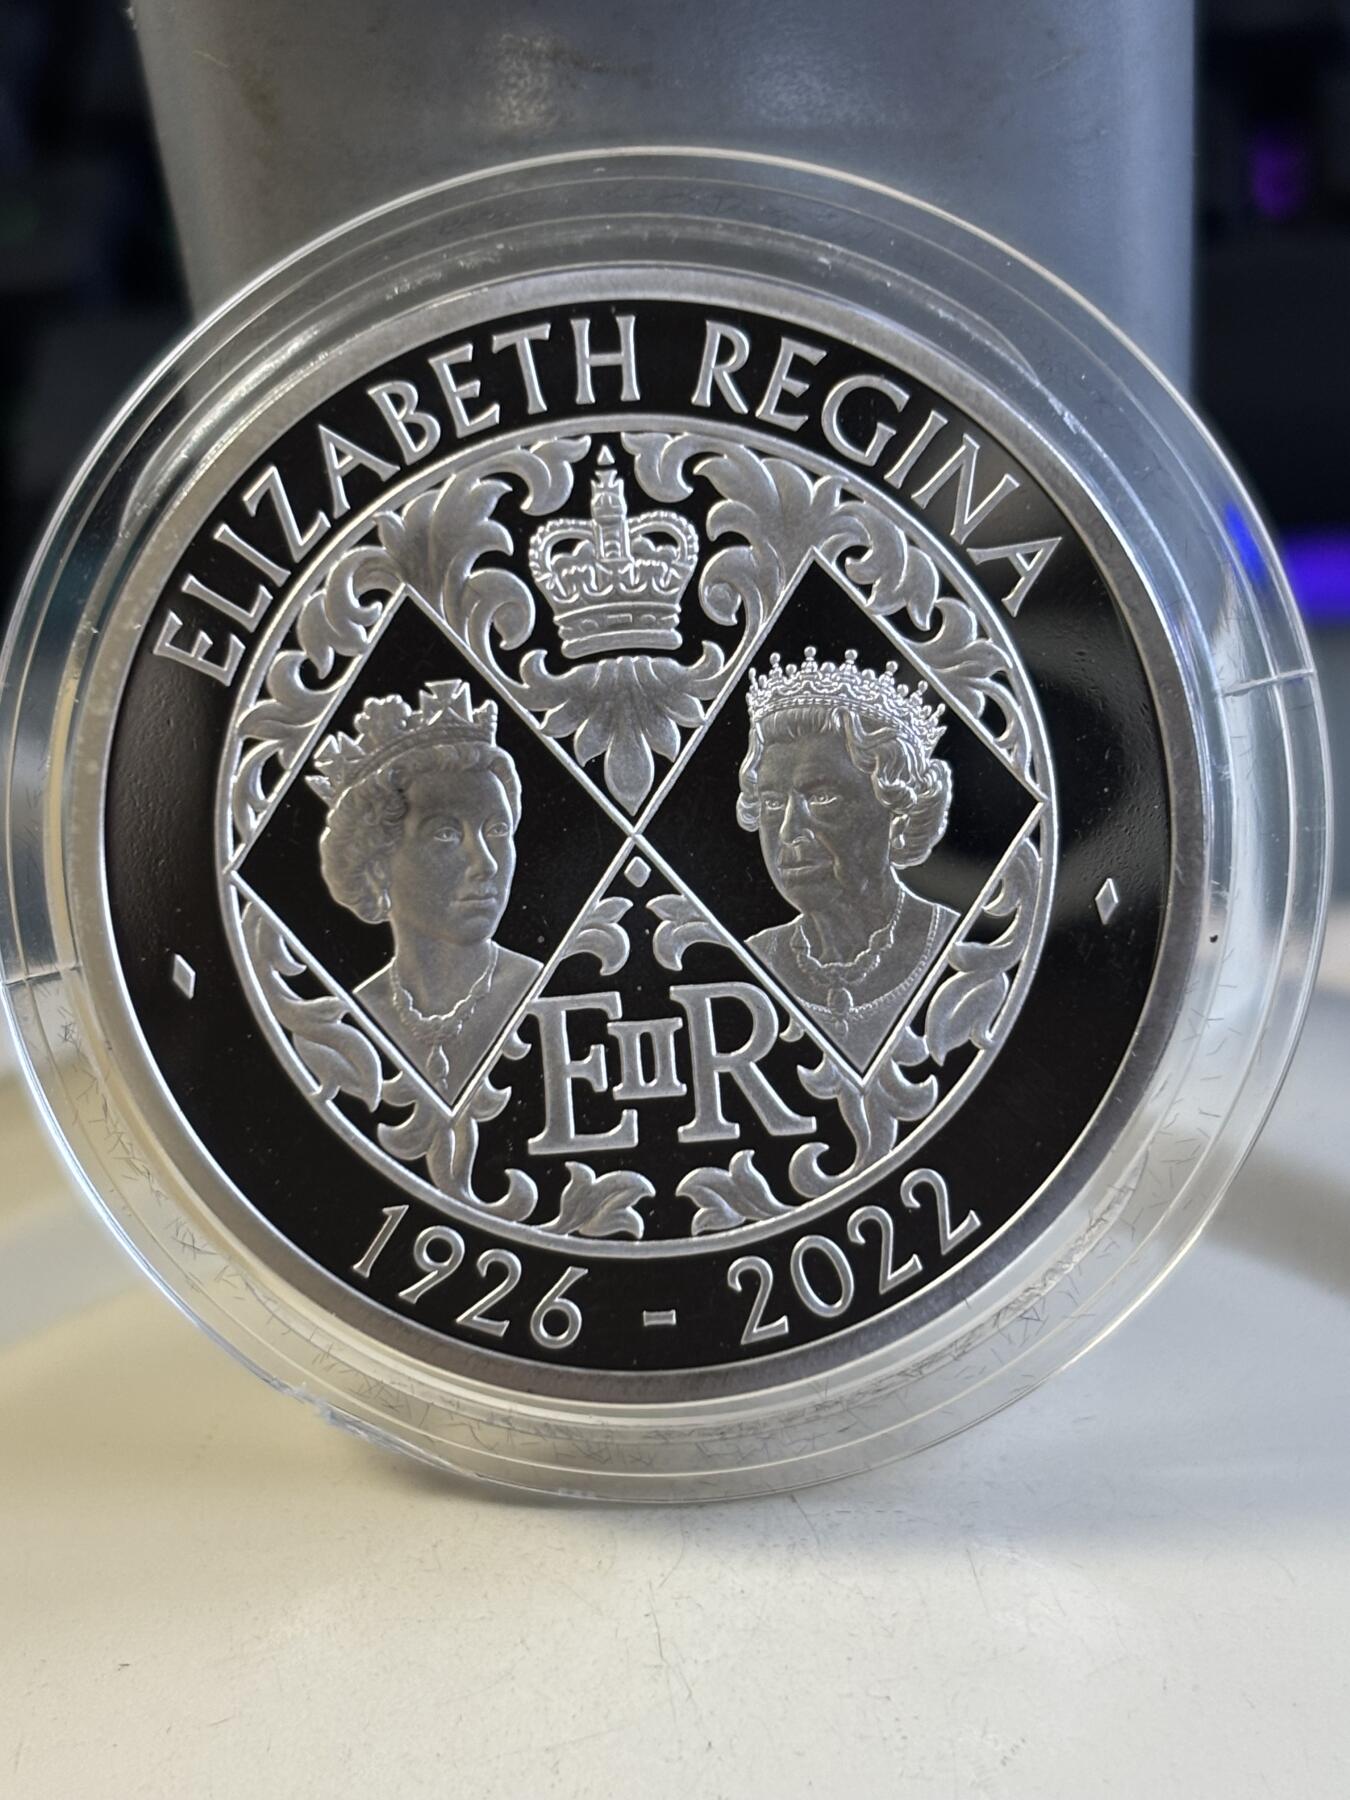 ELIZABETH REGINA
EIIR
1926 - 2022